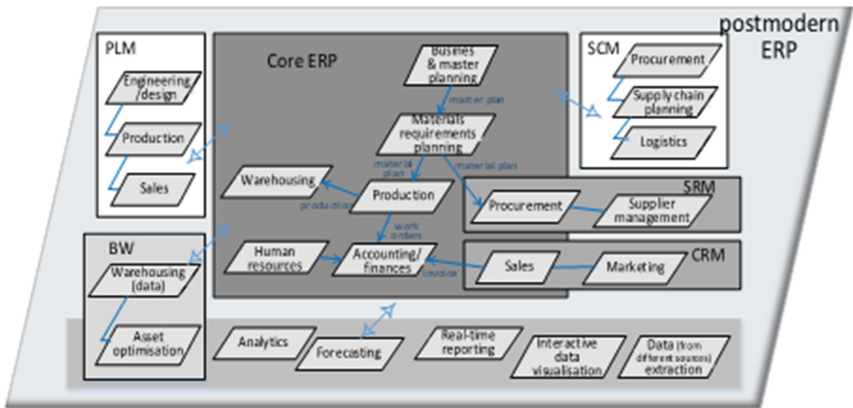 postmodern
ERP
PLM
Engineering
/design
Production
Sales
Core ERP
Busines
& master
planning
master plan
Materials
requirements
planning
material
plan
material plan
Warehousing
Production
production
work
orders
Human
resources
Accounting/
finances
invoice
SCM
Procurement
Supply chain
planning
Logistics
SRM
Procurement
Supplier
management
CRM
Sales
Marketing
BW
Warehousing
(data)
Asset
optimisation
Analytics
Forecasting
Real-time
reporting
Interactive
data
visualisation
Data (from
different sources)
extraction